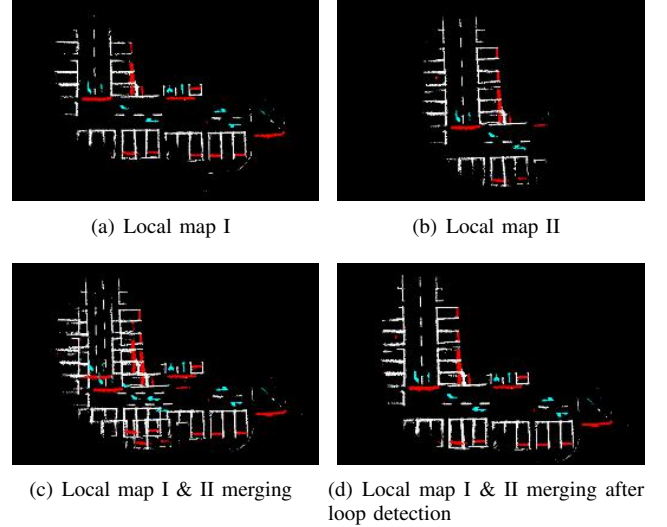 (a) Local map I
(b) Local map II
(c) Local map I & II merging
(d) Local map I & II merging after
loop detection